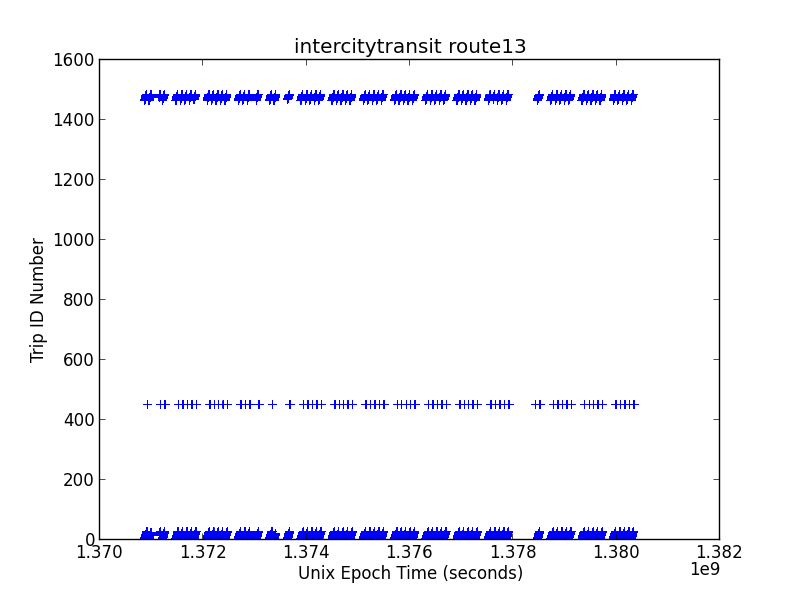 intercitytransit route13
1600
1400
1200
1000
800
600
400
200
0
Trip ID Number
1.370 1.372 1.374 1.376 1.378 1.380 1.382
1e9
Unix Epoch Time (seconds)